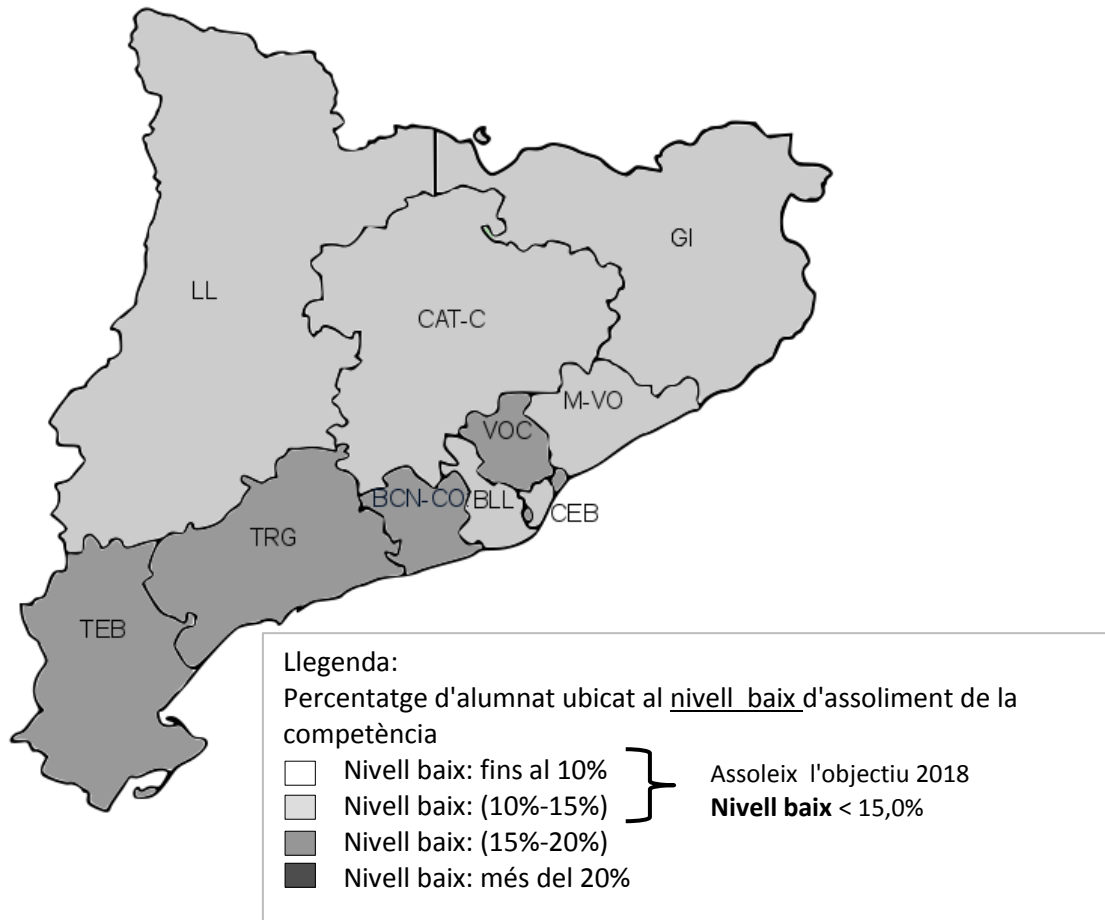 GI
LL
CAT-C
M-VO
VOC
BCN-CO
BLL
CEB
TRG
TEB
Llegenda:
Percentatge d'alumnat ubicat al nivell baix d'assoliment de la
competència
Nivell baix: fins al 10%
Nivell baix: (10%-15%)
Assoleix l'objectiu 2018
Nivell baix < 15,0%
Nivell baix: (15%-20%)
Nivell baix: més del 20%